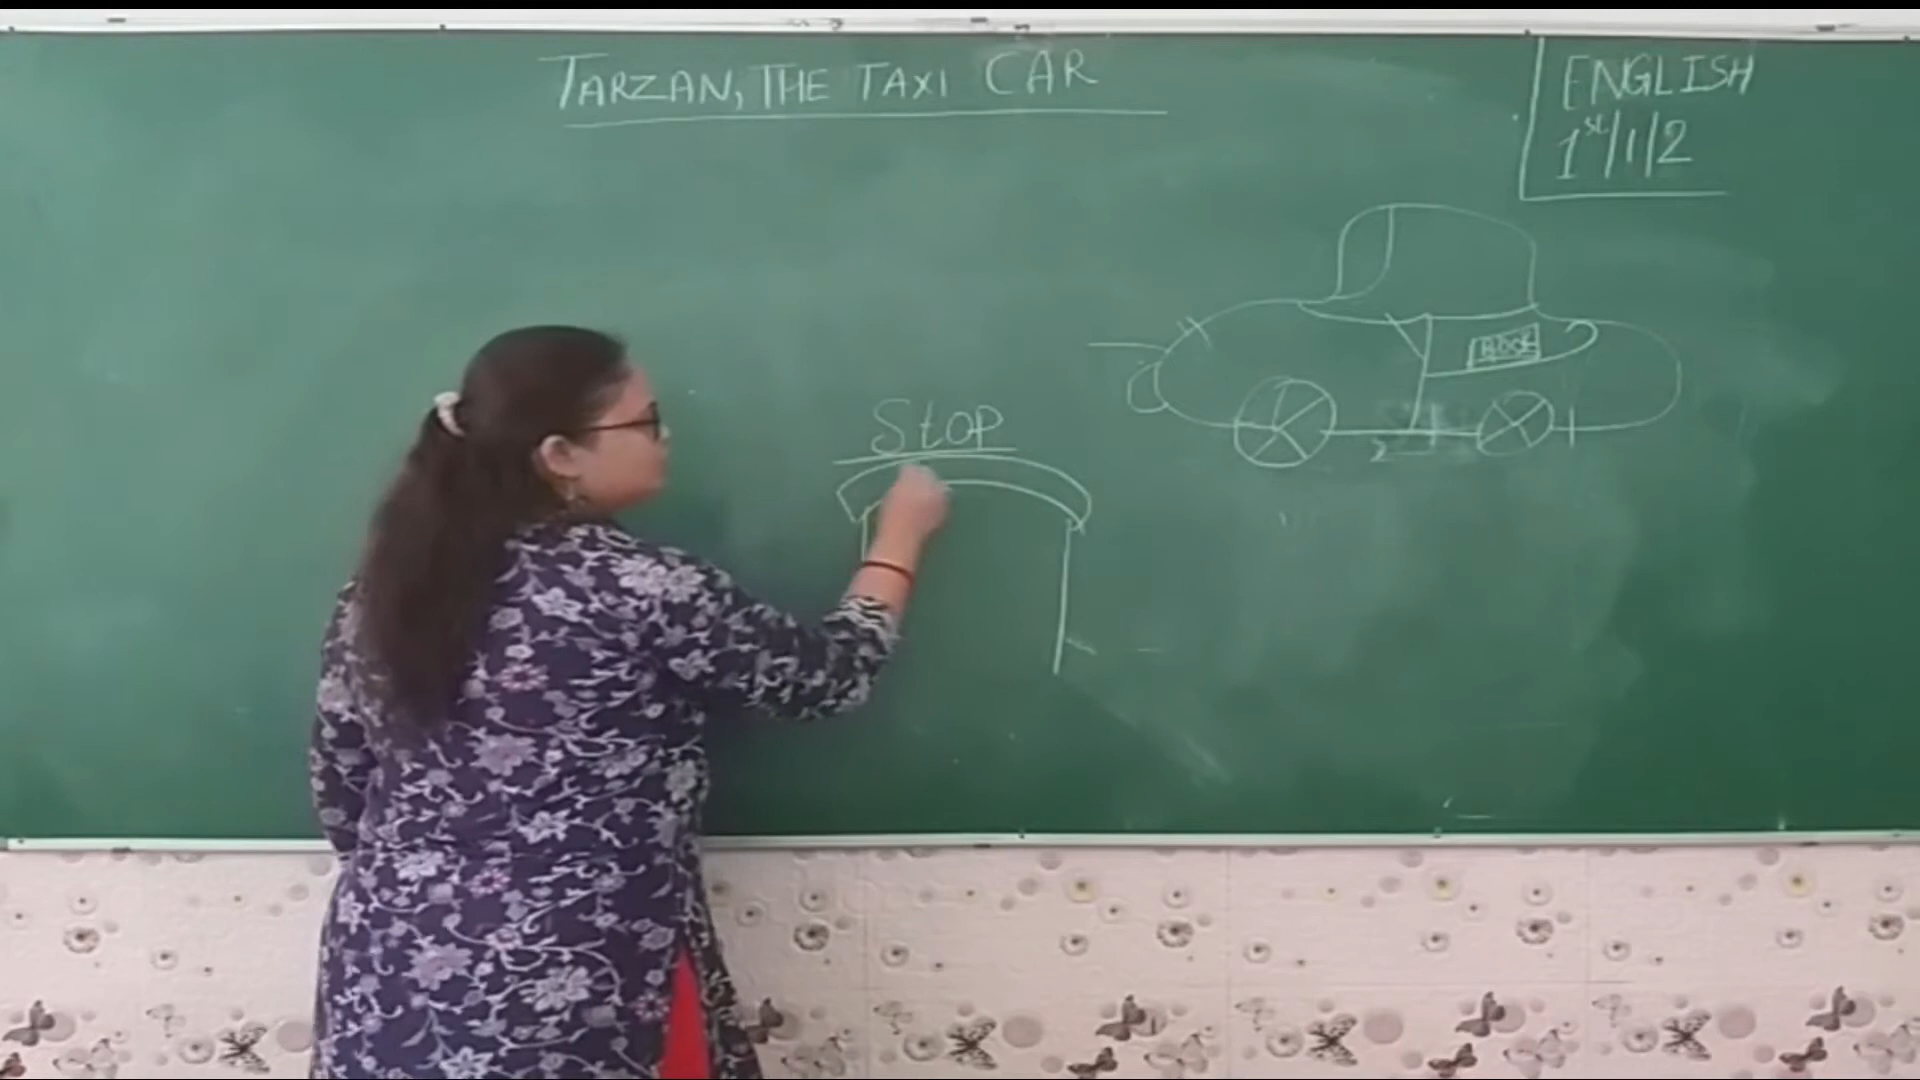 TARZAN, THE TAXI CAR
ENGLISH
1st/1/2
StOP